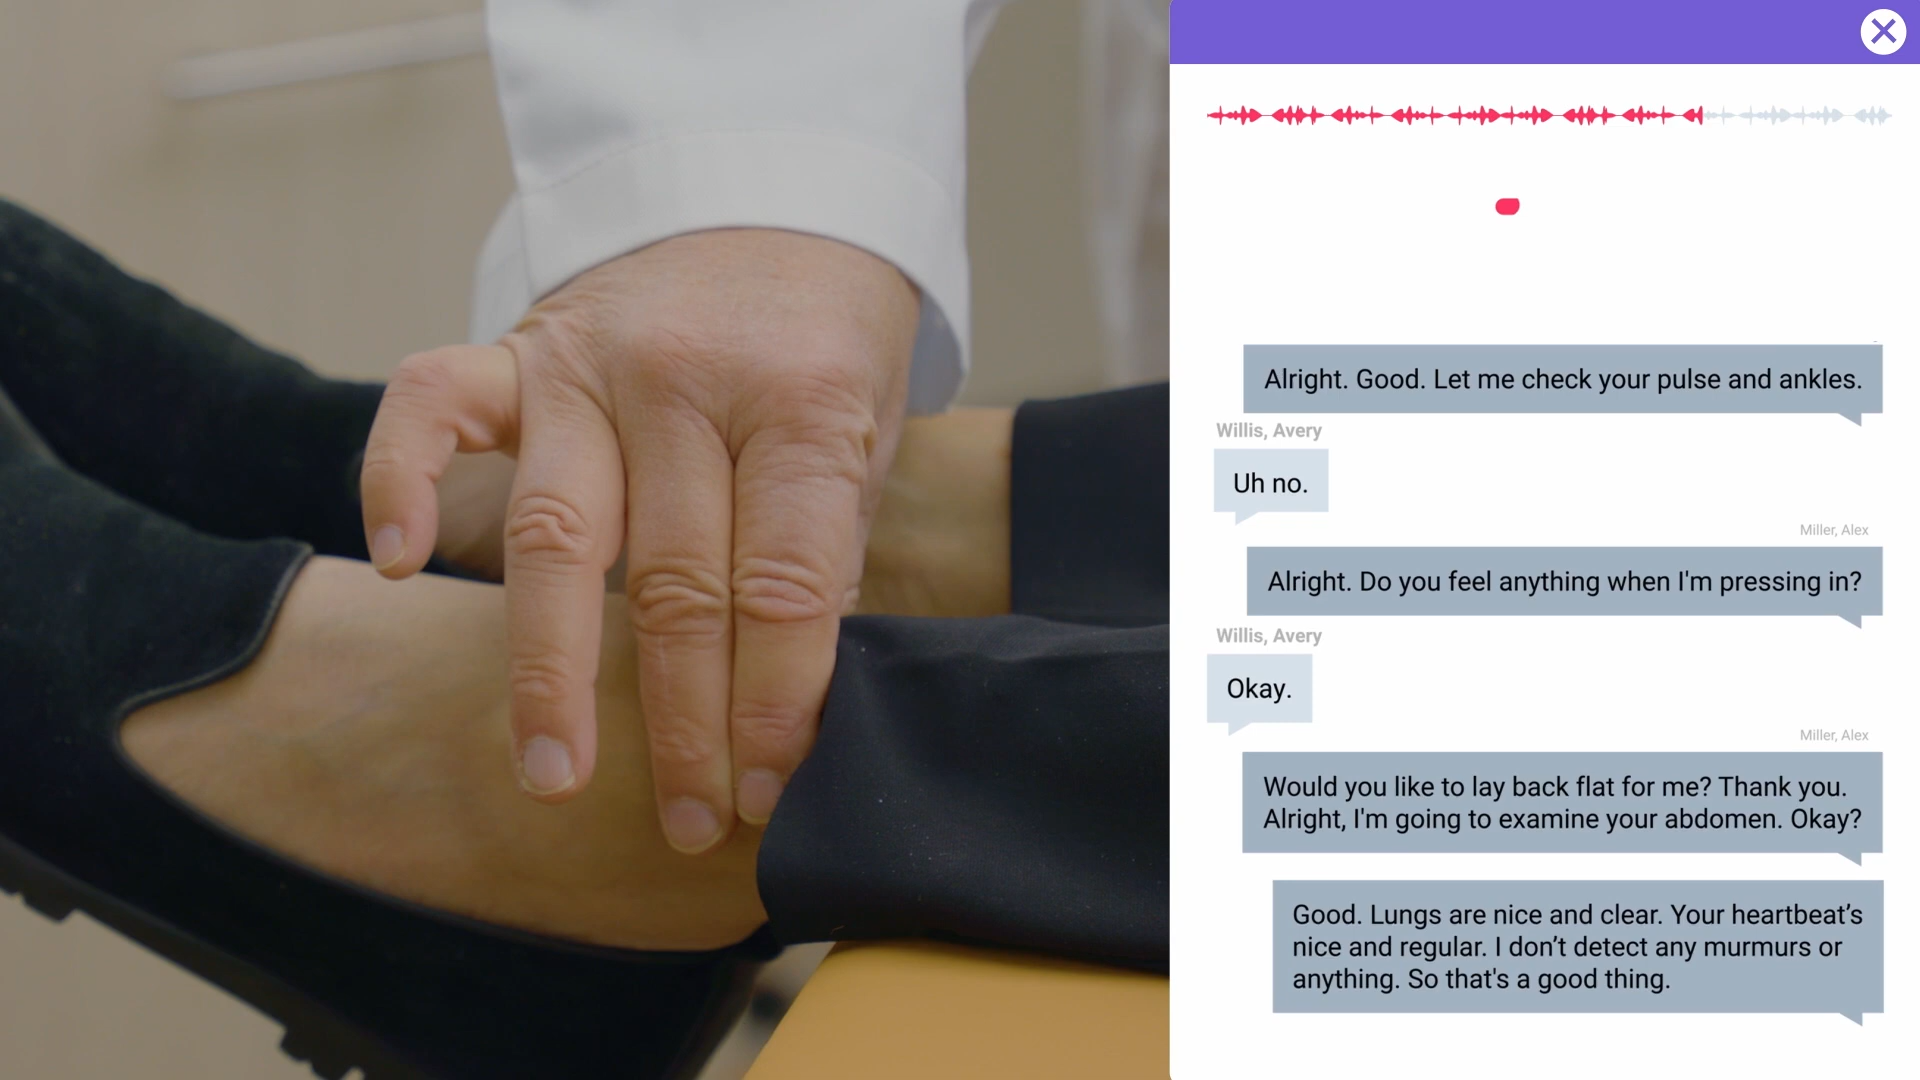 Alright. Good. Let me check your pulse and ankles.
Willis, Avery
Uh no.
Miller, Alex
Alright. Do you feel anything when I'm pressing in?
Willis, Avery
Okay.
Miller, Alex
Would you like to lay back flat for me? Thank you.
Alright, I'm going to examine your abdomen. Okay?
Good. Lungs are nice and clear. Your heartbeat’s
nice and regular. I don’t detect any murmurs or
anything. So that's a good thing.